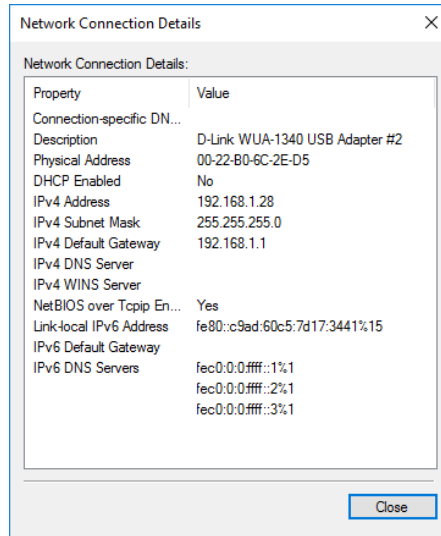 Network Connection Details
Network Connection Details:
Property Value
Connection-specific DN...
Description D-Link WUA-1340 USB Adapter #2
Physical Address 00-22-B0-6C-2E-D5
DHCP Enabled No
IPv4 Address 192.168.1.28
IPv4 Subnet Mask 255.255.255.0
IPv4 Default Gateway 192.168.1.1
IPv4 DNS Server
IPv4 WINS Server
NetBIOS over Tcpip En... Yes
Link-local IPv6 Address fe80::c9ad:60c5:7d17:3441%15
IPv6 Default Gateway
IPv6 DNS Servers fec0:0:0:ffff::1%1
fec0:0:0:ffff::2%1
fec0:0:0:ffff::3%1
Close